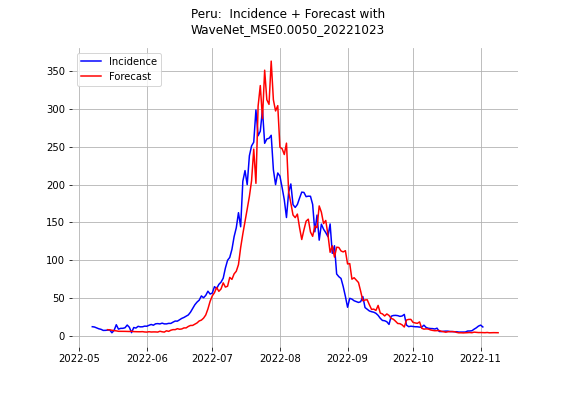 Peru:  Incidence + Forecast with
WaveNet_MSE0.0050_20221023
Incidence
Forecast
350
300
250
200
150
100
50
0
2022-05 2022-06 2022-07 2022-08 2022-09 2022-10 2022-11